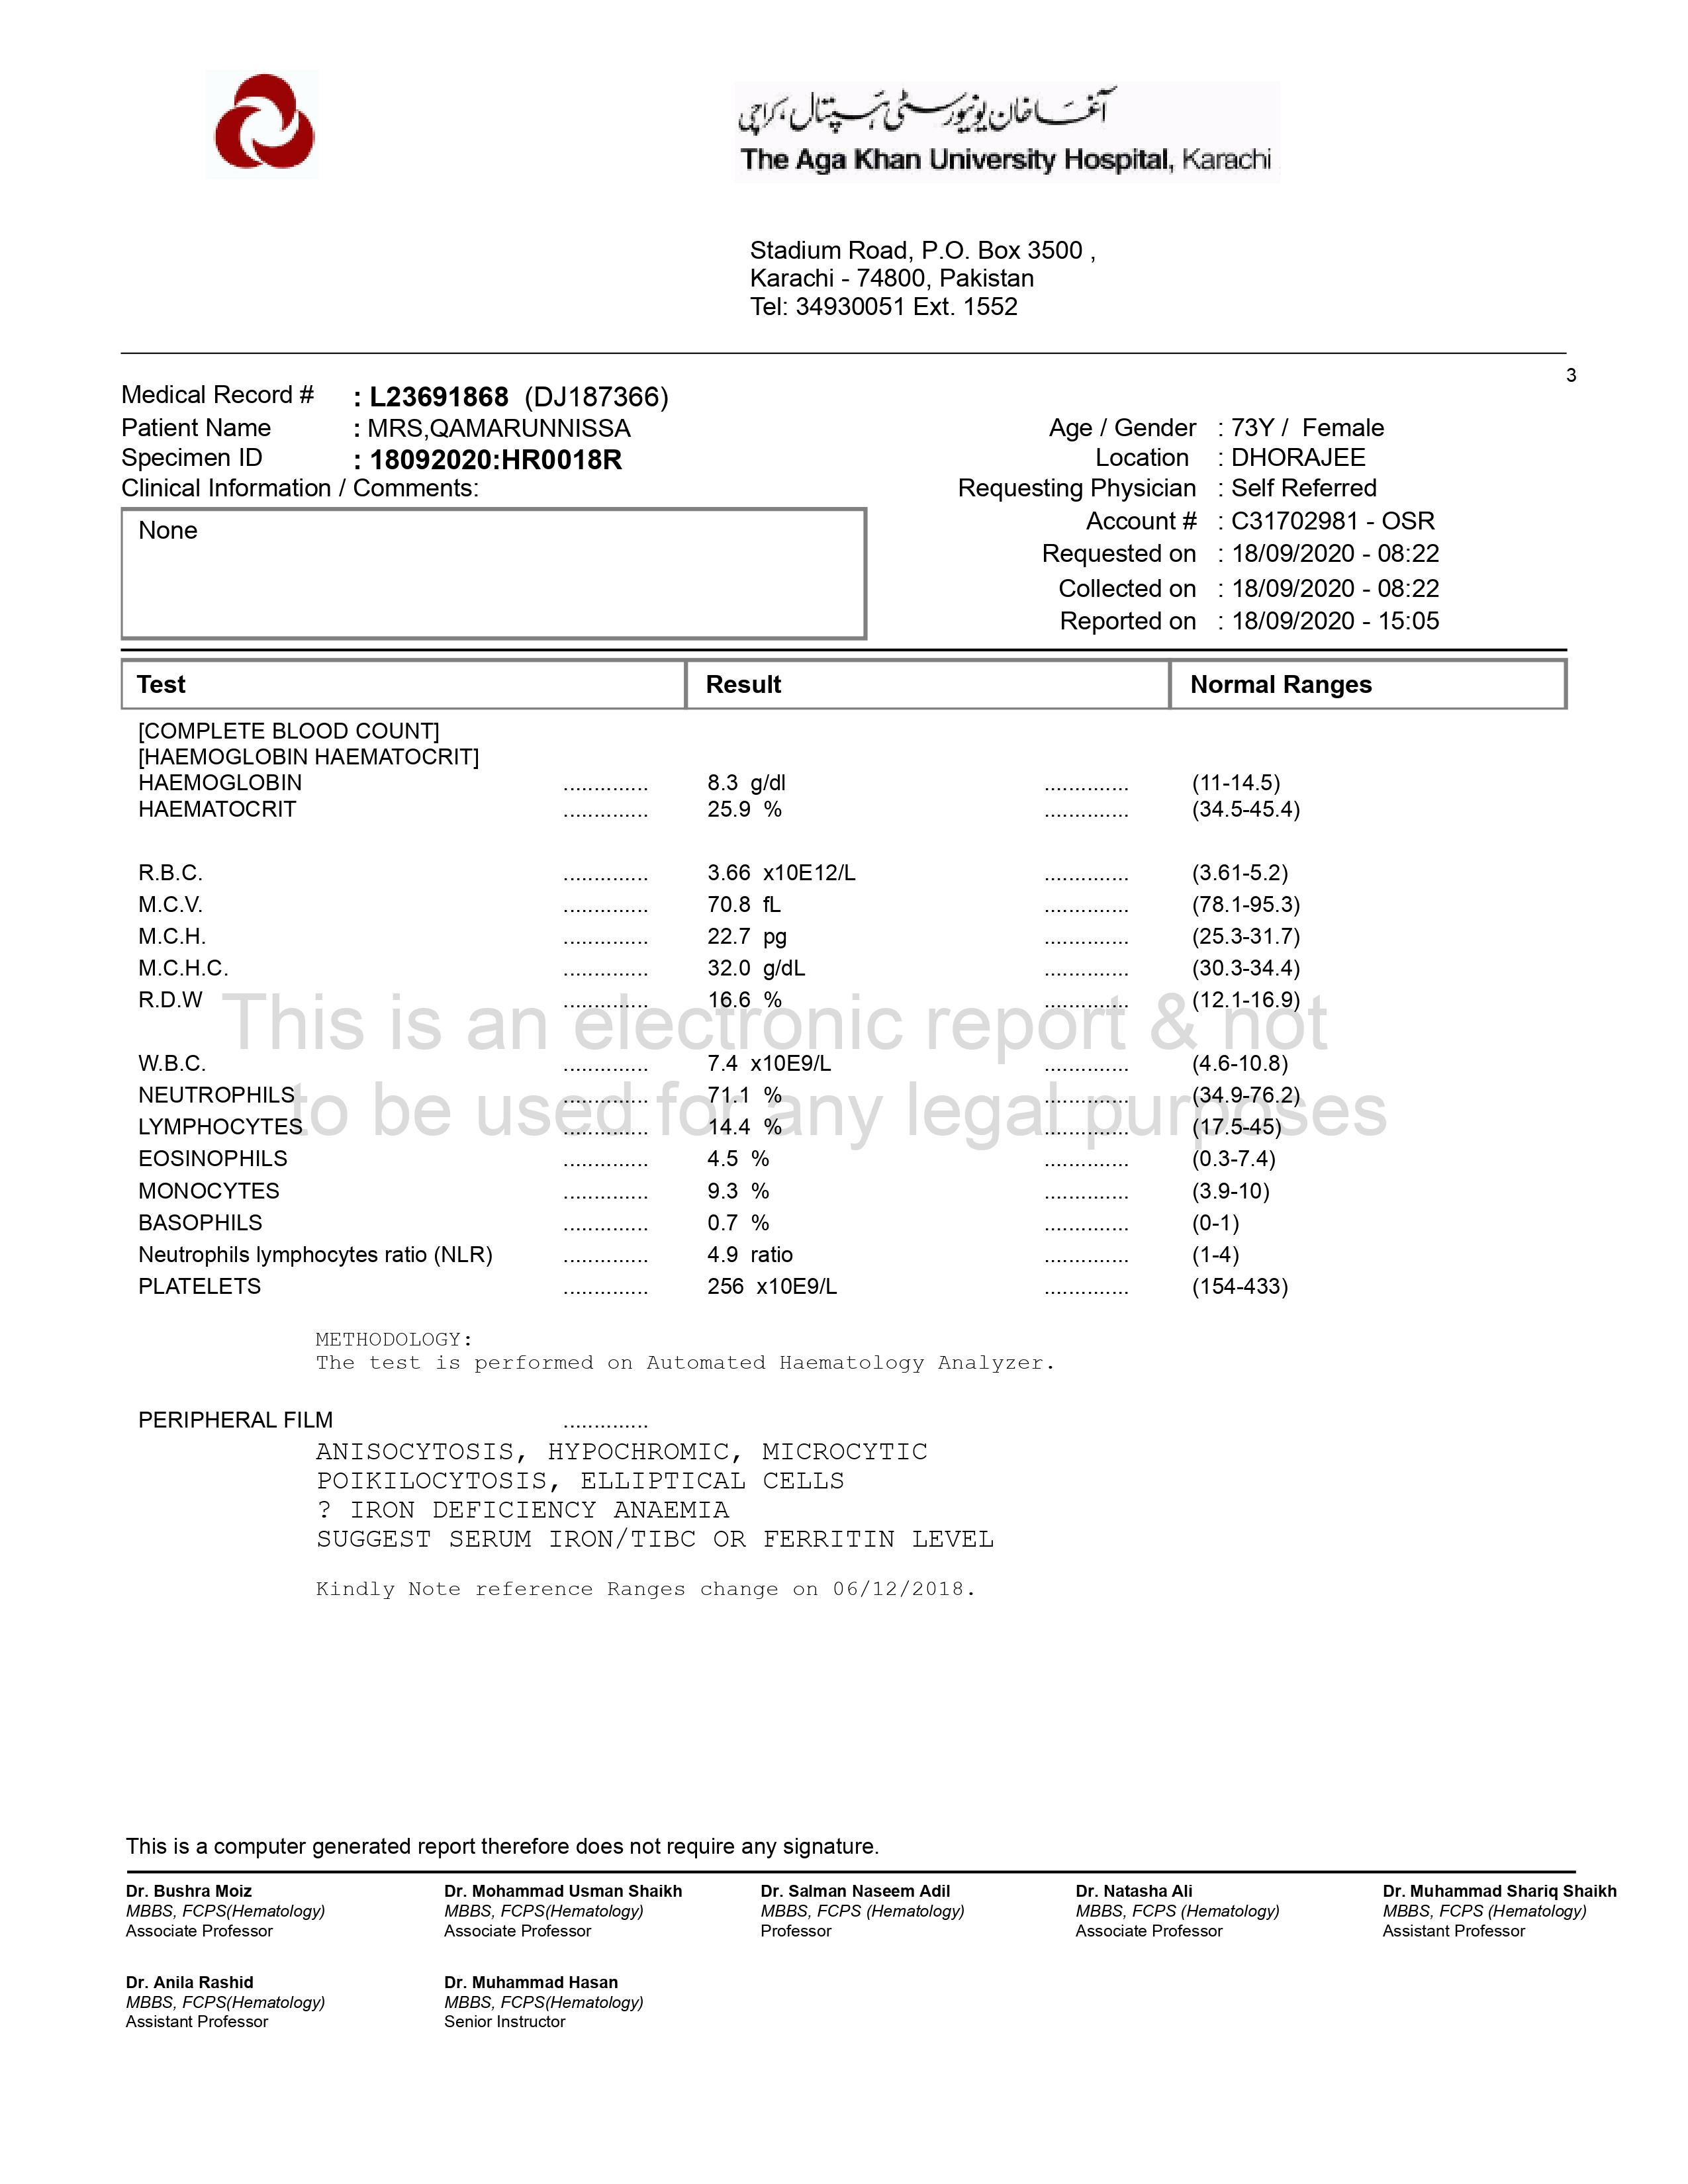 آغا خان یونیورسٹی ہسپتال، کراچی
The Aga Khan University Hospital, Karachi
Stadium Road, P.O. Box 3500 ,
Karachi - 74800, Pakistan
Tel: 34930051 Ext. 1552
3
Medical Record # : L23691868 (DJ187366)
Patient Name : MRS,QAMARUNNISSA Age / Gender : 73Y / Female
Specimen ID : 18092020:HR0018R Location : DHORAJEE
Clinical Information / Comments: Requesting Physician : Self Referred
None Account # : C31702981 - OSR
Requested on : 18/09/2020 - 08:22
Collected on : 18/09/2020 - 08:22
Reported on : 18/09/2020 - 15:05
Test Result Normal Ranges
[COMPLETE BLOOD COUNT]
[HAEMOGLOBIN HAEMATOCRIT]
HAEMOGLOBIN .............. 8.3 g/dl .............. (11-14.5)
HAEMATOCRIT .............. 25.9 % .............. (34.5-45.4)
R.B.C. .............. 3.66 x10E12/L .............. (3.61-5.2)
M.C.V. .............. 70.8 fL .............. (78.1-95.3)
M.C.H. .............. 22.7 pg .............. (25.3-31.7)
M.C.H.C. .............. 32.0 g/dL .............. (30.3-34.4)
R.D.W .............. 16.6 % .............. (12.1-16.9)
This is an electronic report & not
W.B.C. .............. 7.4 x10E9/L .............. (4.6-10.8)
NEUTROPHILS .............. 71.1 % .............. (34.9-76.2)
to be used for any legal purposes
LYMPHOCYTES .............. 14.4 % .............. (17.5-45)
EOSINOPHILS .............. 4.5 % .............. (0.3-7.4)
MONOCYTES .............. 9.3 % .............. (3.9-10)
BASOPHILS .............. 0.7 % .............. (0-1)
Neutrophils lymphocytes ratio (NLR) .............. 4.9 ratio .............. (1-4)
PLATELETS .............. 256 x10E9/L .............. (154-433)
METHODOLOGY:
The test is performed on Automated Haematology Analyzer.
PERIPHERAL FILM ..............
ANISOCYTOSIS, HYPOCHROMIC, MICROCYTIC
POIKILOCYTOSIS, ELLIPTICAL CELLS
? IRON DEFICIENCY ANAEMIA
SUGGEST SERUM IRON/TIBC OR FERRITIN LEVEL
Kindly Note reference Ranges change on 06/12/2018.
This is a computer generated report therefore does not require any signature.
Dr. Bushra Moiz Dr. Mohammad Usman Shaikh Dr. Salman Naseem Adil Dr. Natasha Ali Dr. Muhammad Shariq Shaikh
MBBS, FCPS(Hematology) MBBS, FCPS(Hematology) MBBS, FCPS (Hematology) MBBS, FCPS (Hematology) MBBS, FCPS (Hematology)
Associate Professor Associate Professor Professor Associate Professor Assistant Professor
Dr. Anila Rashid Dr. Muhammad Hasan
MBBS, FCPS(Hematology) MBBS, FCPS(Hematology)
Assistant Professor Senior Instructor